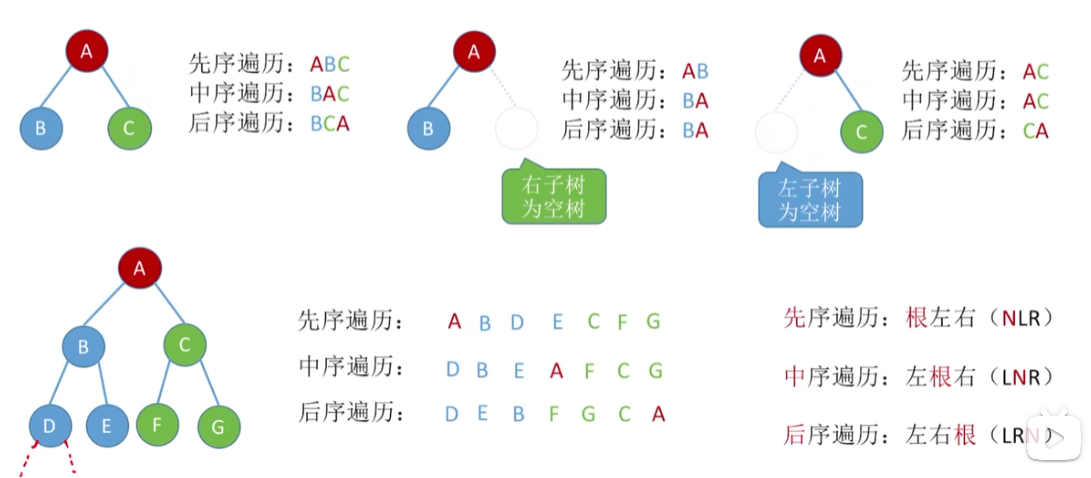 A
B
C
先序遍历：ABC
中序遍历：BAC
后序遍历：BCA
A
B
右子树
为空树
先序遍历：AB
中序遍历：BA
后序遍历：BA
A
C
左子树
为空树
先序遍历：AC
中序遍历：AC
后序遍历：CA
A
B C
D E F G
先序遍历： A B D E C F G
中序遍历： D B E A F C G
后序遍历： D E B F G C A
先序遍历：根左右（NLR）
中序遍历：左根右（LNR）
后序遍历：左右根（LRN）